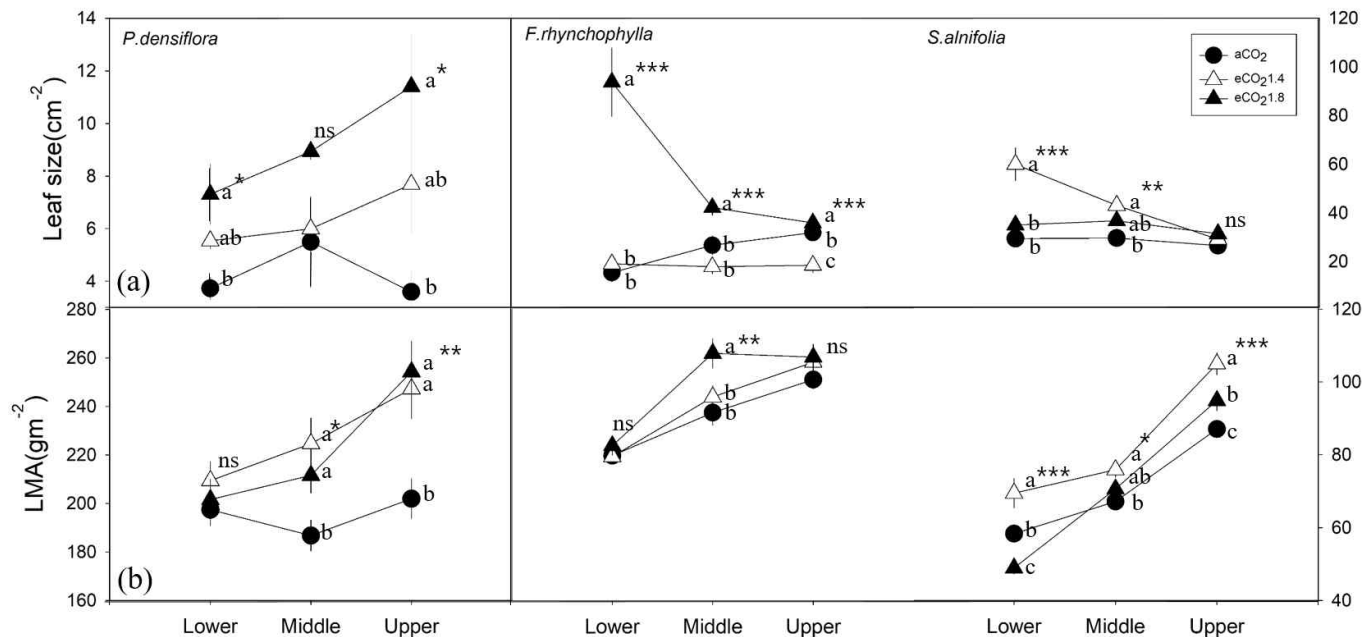 P.densiflora
F.rhynchophylla
S.alnifolia
aCO2
eCO21.4
eCO21.8
Leaf size(cm-2)
14
12
10
8
6
4
120
100
80
60
40
20
a*
ns
a*
ab
ab
b
b
a***
a***
a***
b
b
b
b
b
c
a***
a**
b
ab
b
b
ns
(a)
LMA(gm-2)
280
260
240
220
200
180
160
120
100
80
60
40
ns
a*
a
b
a**
a
b
ns
a**
b
b
ns
a***
b
c
a*
ab
b
a***
b
c
(b)
Lower Middle Upper Lower Middle Upper Lower Middle Upper